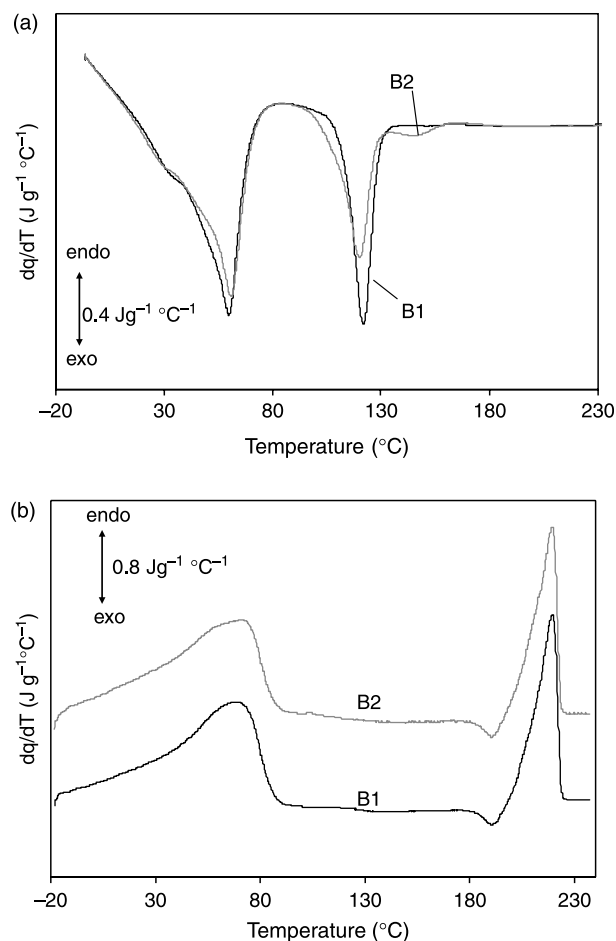 (a)
dq/dT (J g⁻¹ °C⁻¹)
B2
endo
0.4 Jg⁻¹ °C⁻¹
B1
exo
–20 30 80 130 180 230
Temperature (°C)
(b)
endo
0.8 Jg⁻¹ °C⁻¹
exo
dq/dT (J g⁻¹°C⁻¹)
B2
B1
–20 30 80 130 180 230
Temperature (°C)